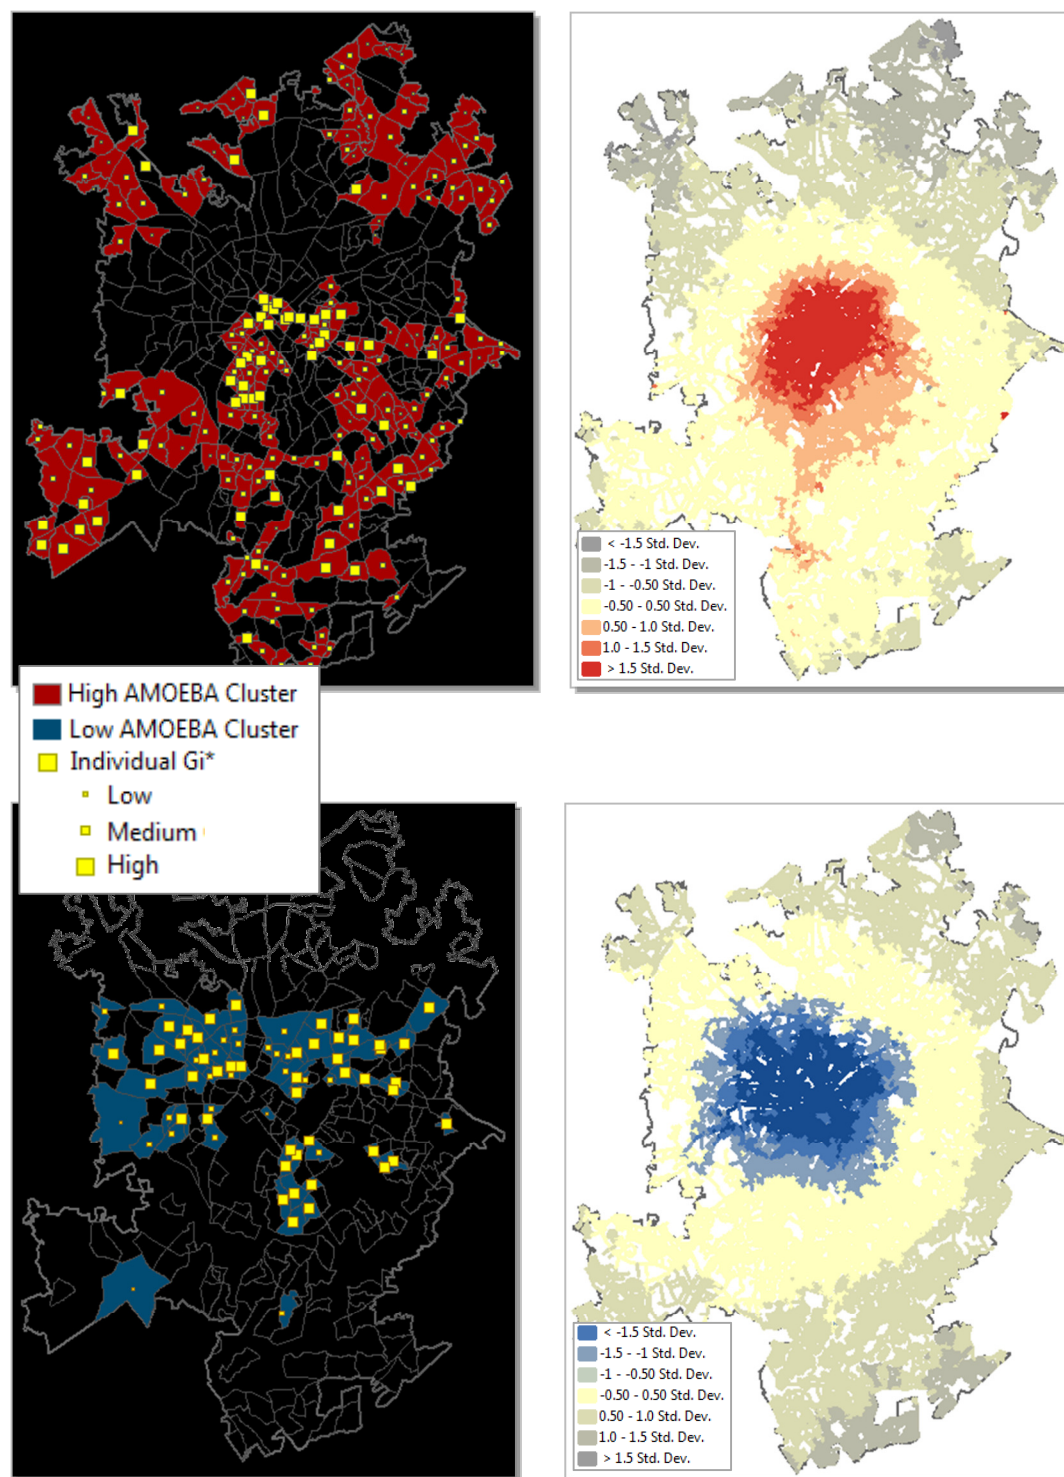 < -1.5 Std. Dev.
-1.5 - -1 Std. Dev.
-1 - -0.50 Std. Dev.
-0.50 - 0.50 Std. Dev.
0.50 - 1.0 Std. Dev.
1.0 - 1.5 Std. Dev.
> 1.5 Std. Dev.
High AMOEBA Cluster
Low AMOEBA Cluster
Individual Gi*
Low
Medium
High
< -1.5 Std. Dev.
-1.5 - -1 Std. Dev.
-1 - -0.50 Std. Dev.
-0.50 - 0.50 Std. Dev.
0.50 - 1.0 Std. Dev.
1.0 - 1.5 Std. Dev.
> 1.5 Std. Dev.